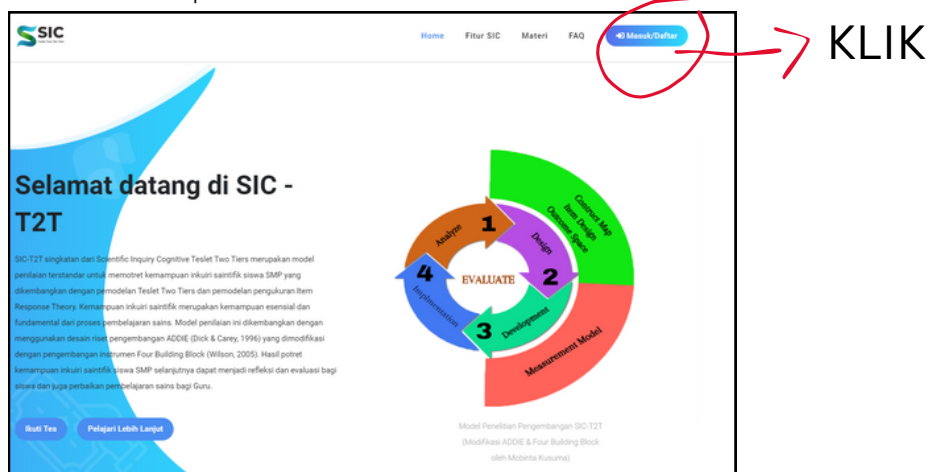 SIC
Home Fitur SIC Materi FAQ Masuk/Daftar
KLIK
Selamat datang di SIC -
T2T
SIC-T2T singkatan dari Scientific Inquiry Cognitive Teslet Two Tiers merupakan model
penilaian terstandar untuk memotret kemampuan inkuiri saintifik siswa SMP yang
dikembangkan dengan pemodelan Teslet Two Tiers dan pemodelan pengukuran Item
Response Theory. Kemampuan inkuiri saintifik merupakan kemampuan esensial dan
fundamental dari proses pembelajaran sains. Model penilaian ini dikembangkan dengan
menggunakan desain riset pengembangan ADDIE (Dick & Carey, 1996) yang dimodifikasi
dengan pengembangan instrumen Four Building Block (Wilson, 2005). Hasil potret
kemampuan inkuiri saintifik siswa SMP selanjutnya dapat menjadi refleksi dan evaluasi bagi
siswa dan juga perbaikan pembelajaran sains bagi Guru.
Ikuti Tes Pelajari Lebih Lanjut
Construct Map
Item Design
Outcome Space
1
Analyze
Design
4
EVALUATE
2
Implmentation
3
Development
Measurement Model
Model Penelitian Pengembangan SIC-T2T
(Modifikasi ADDIE & Four Building Block
oleh Mobinta Kusuma)